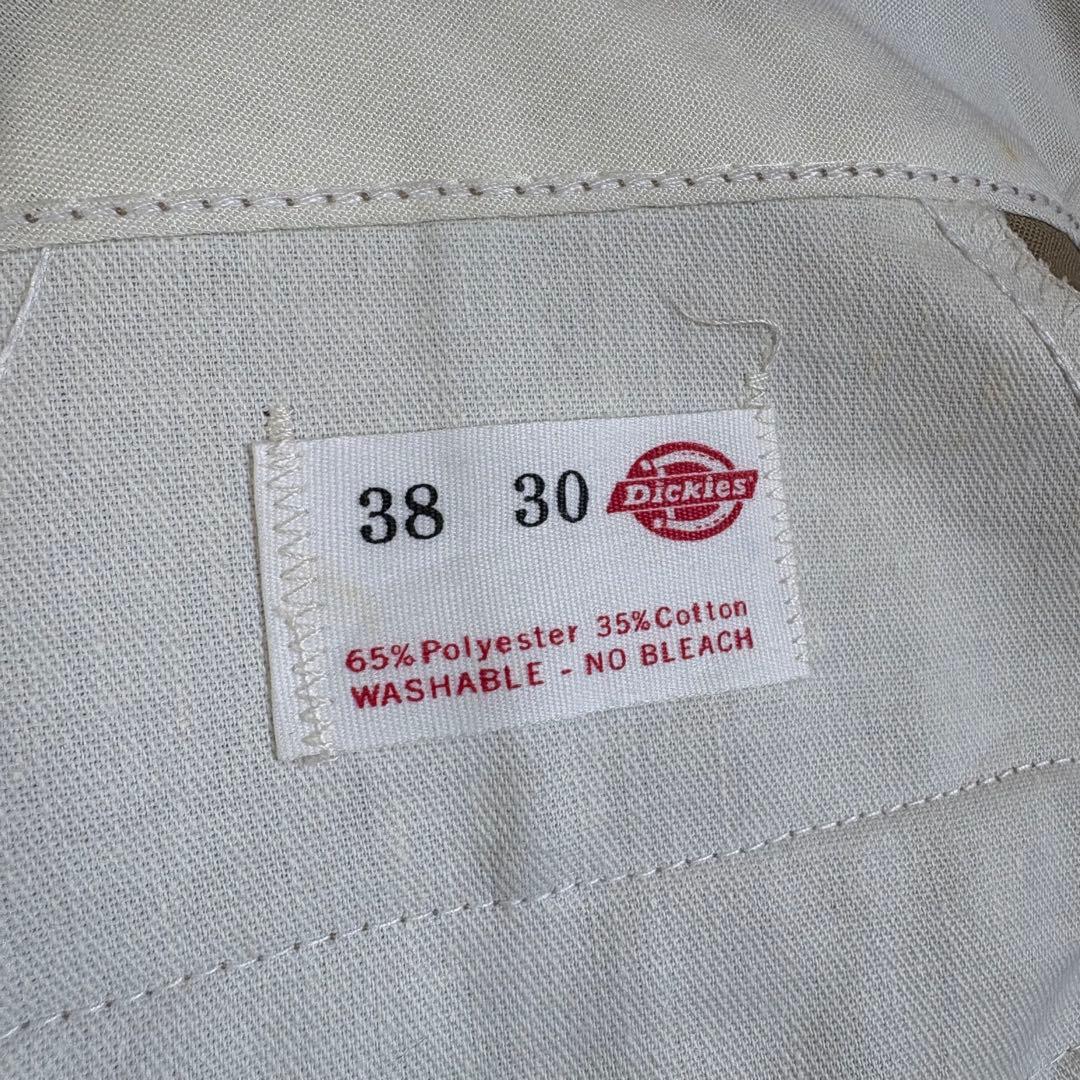 38 30 Dickies
65% Polyester 35% Cotton
WASHABLE - NO BLEACH